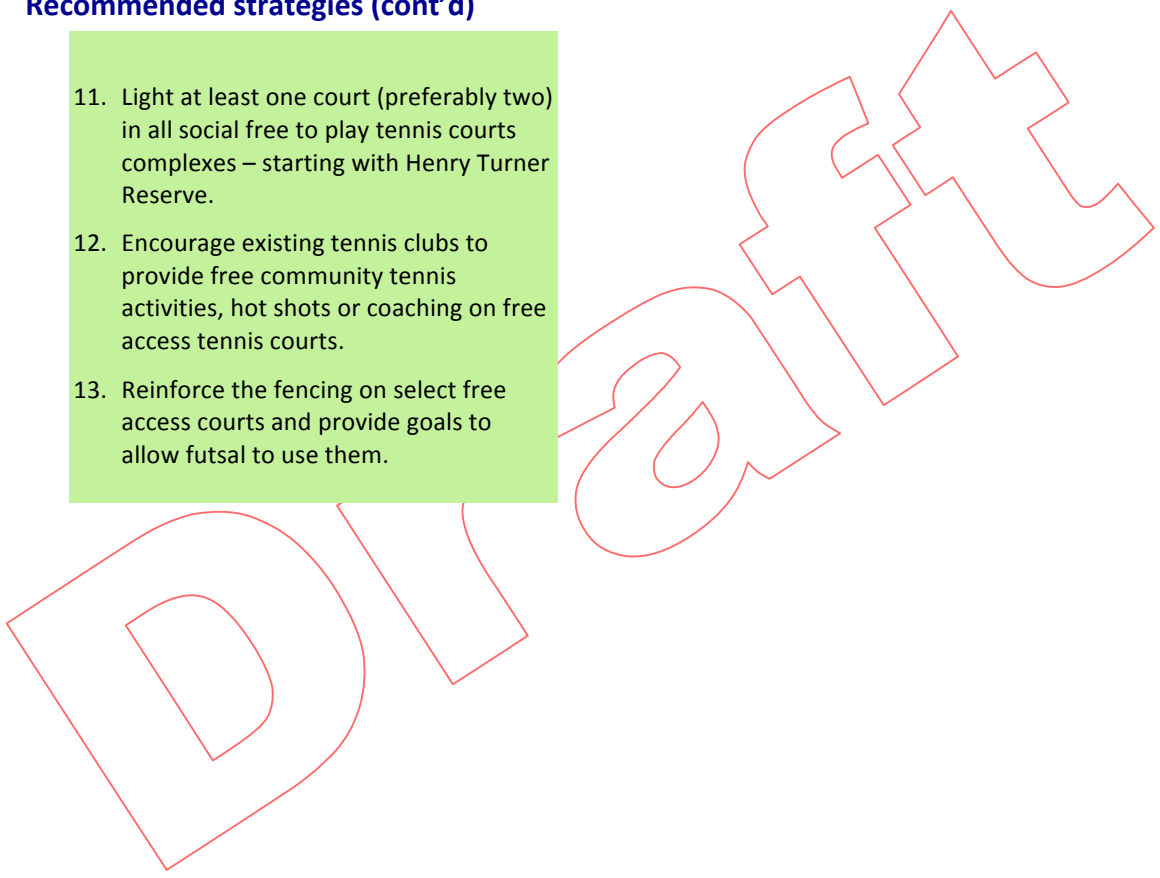 Recommended strategies (cont’d)
11. Light at least one court (preferably two)
in all social free to play tennis courts
complexes – starting with Henry Turner
Reserve.
12. Encourage existing tennis clubs to
provide free community tennis
activities, hot shots or coaching on free
access tennis courts.
13. Reinforce the fencing on select free
access courts and provide goals to
allow futsal to use them.
Draft